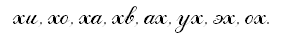 хи, хо, ха, хв, ах, ух, эх, ох.